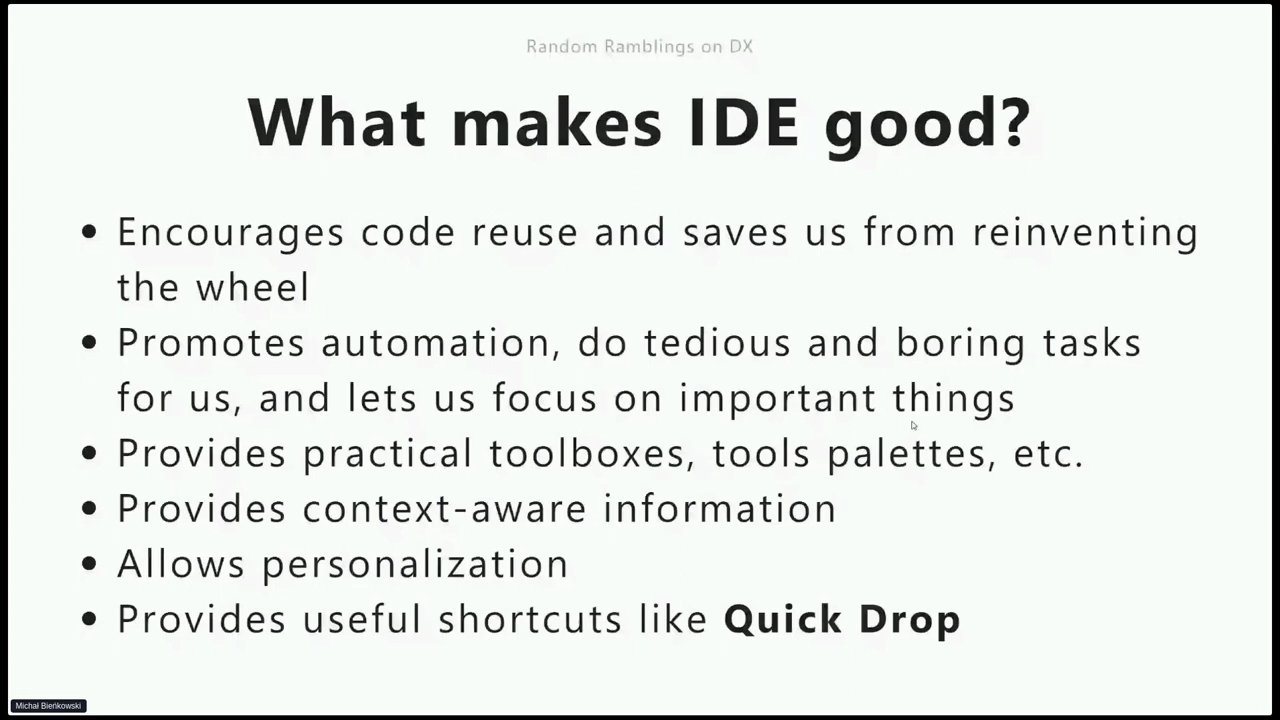 Random Ramblings on DX
What makes IDE good?
• Encourages code reuse and saves us from reinventing
the wheel
• Promotes automation, do tedious and boring tasks
for us, and lets us focus on important things
• Provides practical toolboxes, tools palettes, etc.
• Provides context-aware information
• Allows personalization
• Provides useful shortcuts like Quick Drop
Michał Bieńkowski